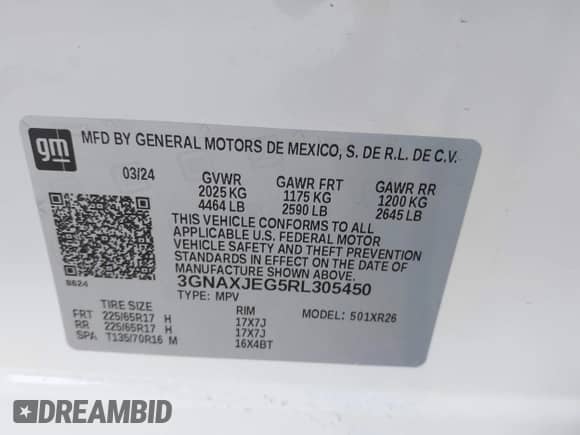 gm
MFD BY GENERAL MOTORS DE MEXICO, S. DE R.L. DE C.V.
03/24 GVWR GAWR FRT GAWR RR
2025 KG 1175 KG 1200 KG
4464 LB 2590 LB 2645 LB
THIS VEHICLE CONFORMS TO ALL
APPLICABLE U.S. FEDERAL MOTOR
VEHICLE SAFETY AND THEFT PREVENTION
STANDARDS IN EFFECT ON THE DATE OF
MANUFACTURE SHOWN ABOVE.
8624 3GNAXJEG5RL305450
TYPE: MPV
TIRE SIZE RIM MODEL: 501XR26
FRT 225/65R17 H 17X7J
RR 225/65R17 H 17X7J
SPA T135/70R16 M 16X4BT
DREAMBID